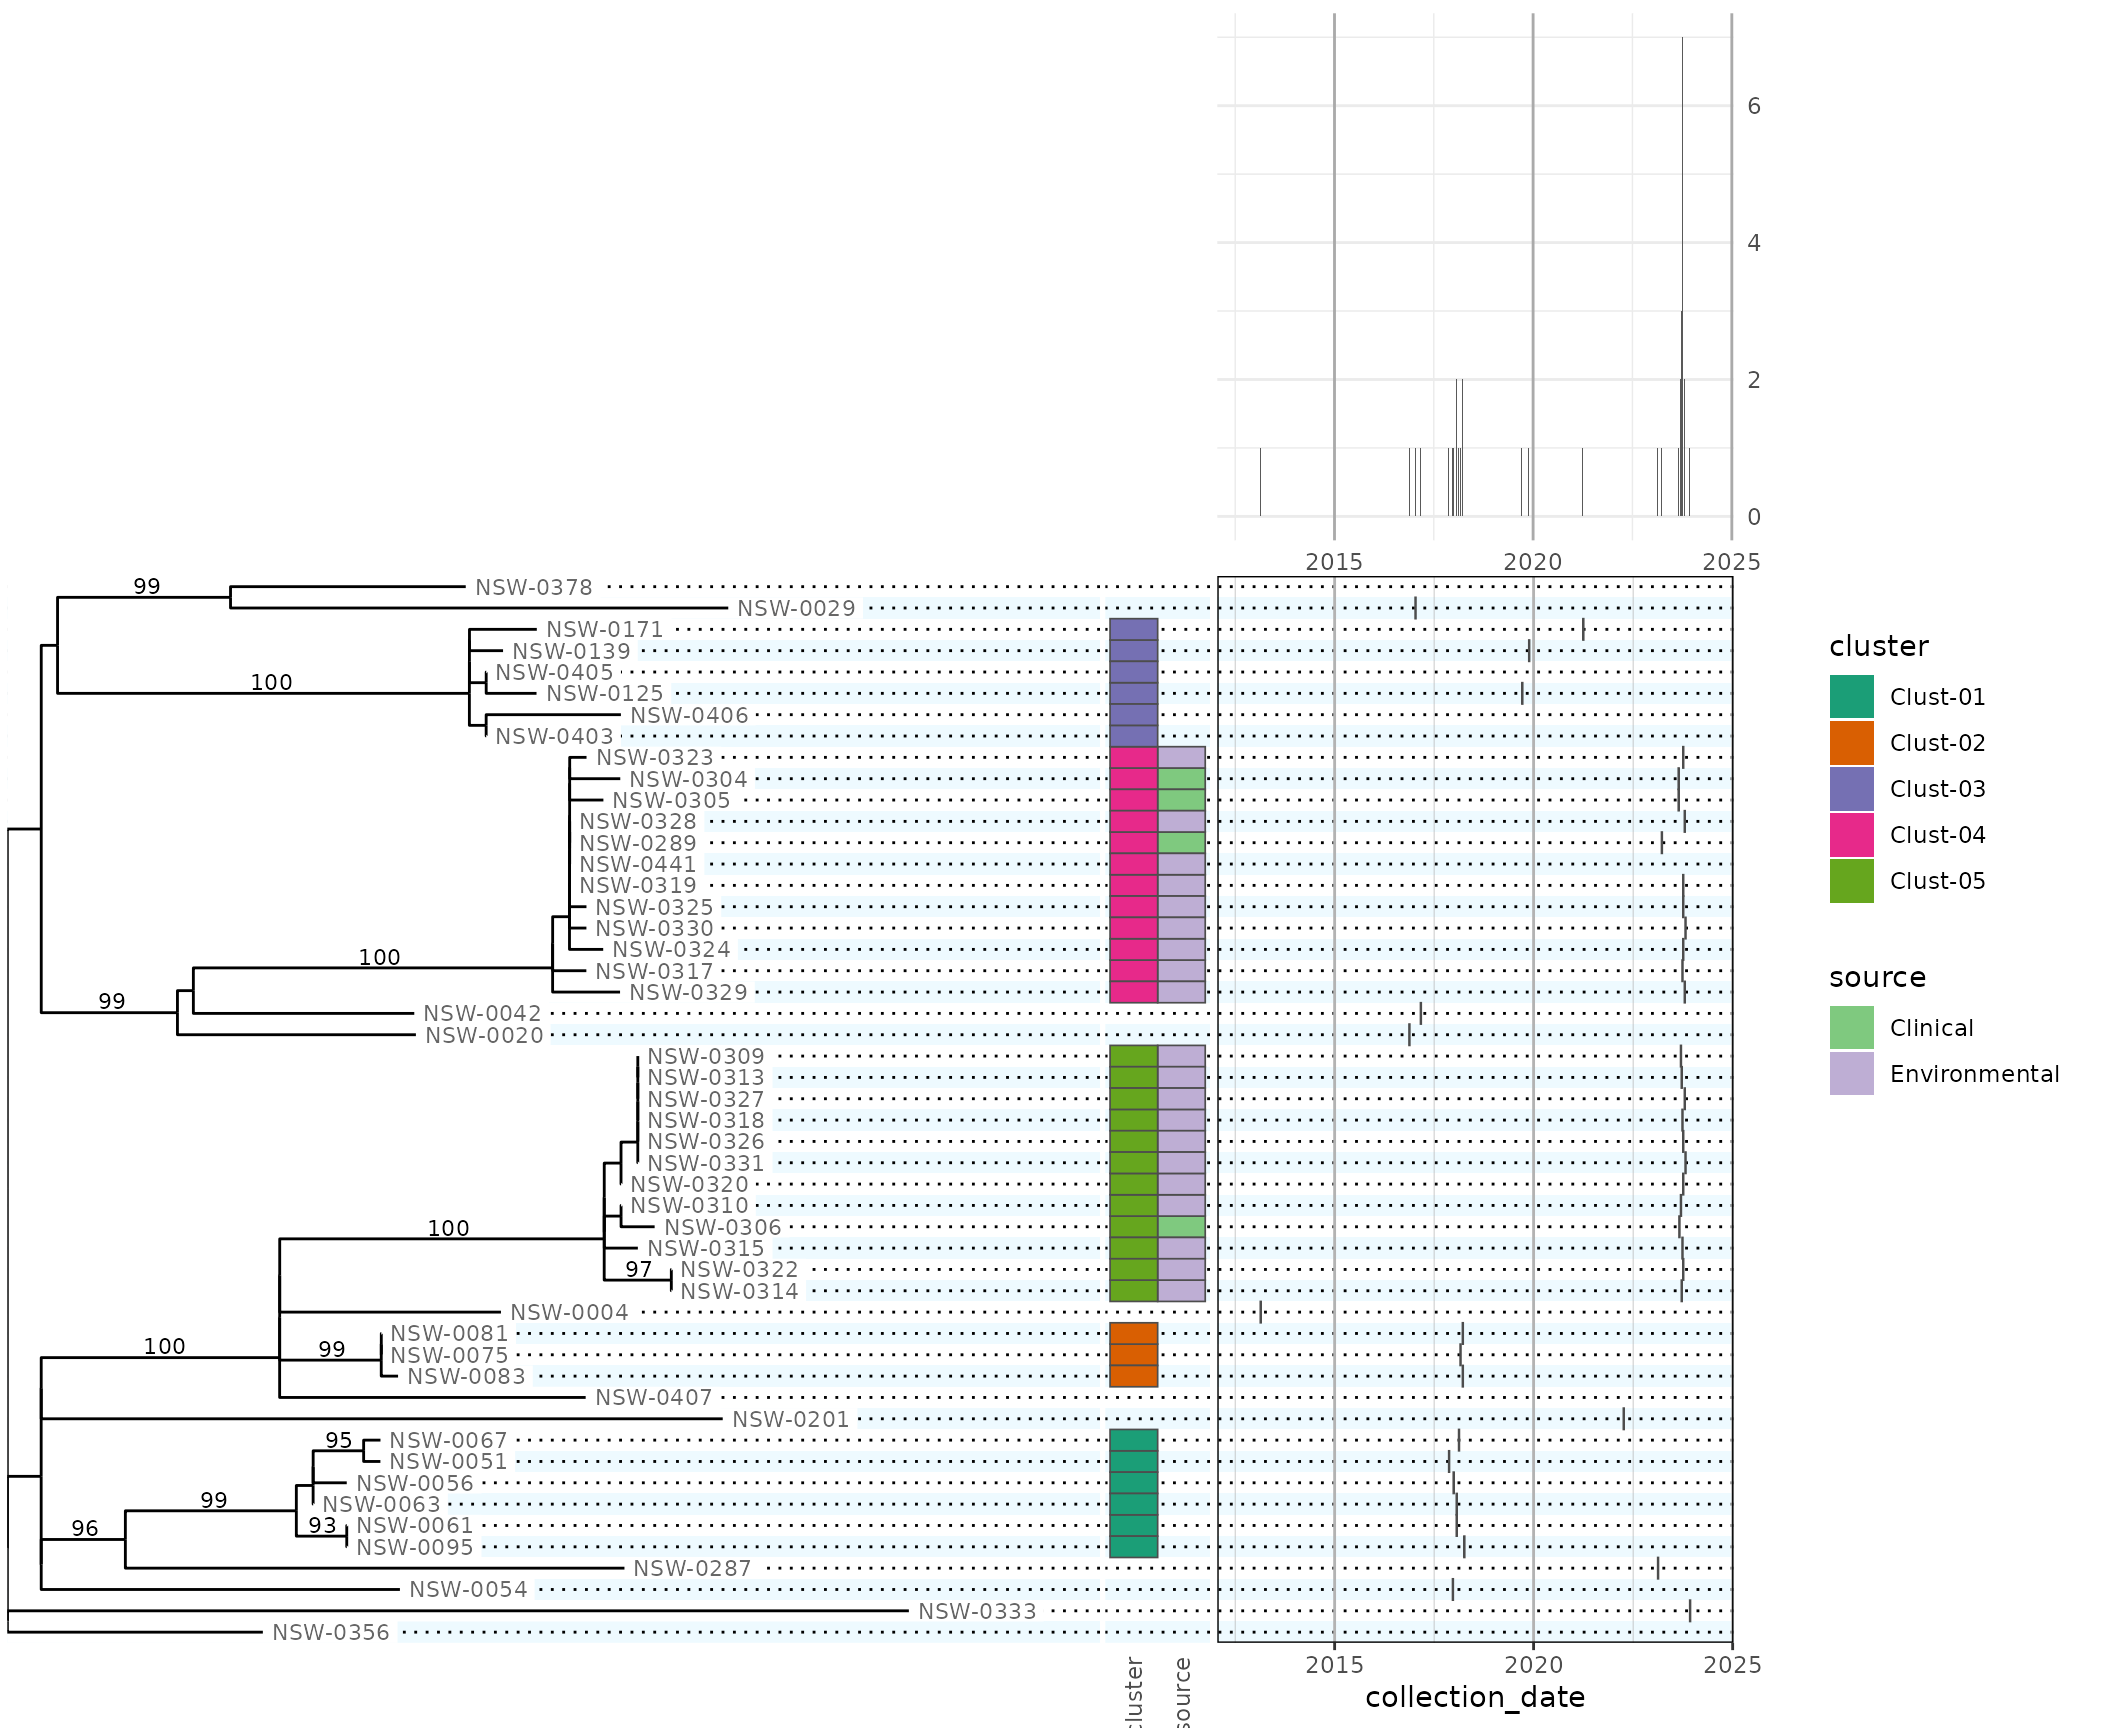 6
4
2
0
2015 2020 2025
99 NSW-0378
NSW-0029
NSW-0171
NSW-0139
NSW-0405
100 NSW-0125
NSW-0406
NSW-0403
NSW-0323
NSW-0304
NSW-0305
NSW-0328
NSW-0289
NSW-0441
NSW-0319
NSW-0325
NSW-0330
NSW-0324
100 NSW-0317
99 NSW-0329
NSW-0042
NSW-0020
NSW-0309
NSW-0313
NSW-0327
NSW-0318
NSW-0326
NSW-0331
NSW-0320
NSW-0310
100 NSW-0306
NSW-0315
97 NSW-0322
NSW-0314
NSW-0004
NSW-0081
100 99 NSW-0075
NSW-0083
NSW-0407
NSW-0201
95 NSW-0067
NSW-0051
NSW-0056
99 NSW-0063
96 93 NSW-0061
NSW-0095
NSW-0287
NSW-0054
NSW-0333
NSW-0356
cluster
source
2015 2020 2025
collection_date
cluster
Clust-01
Clust-02
Clust-03
Clust-04
Clust-05
source
Clinical
Environmental